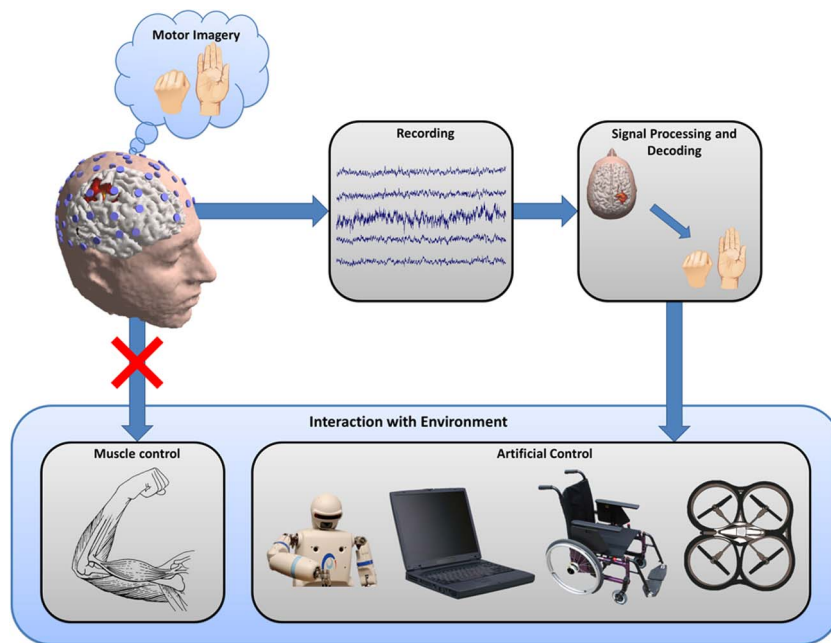 Motor Imagery
Recording
Signal Processing and
Decoding
Interaction with Environment
Muscle control
Artificial Control